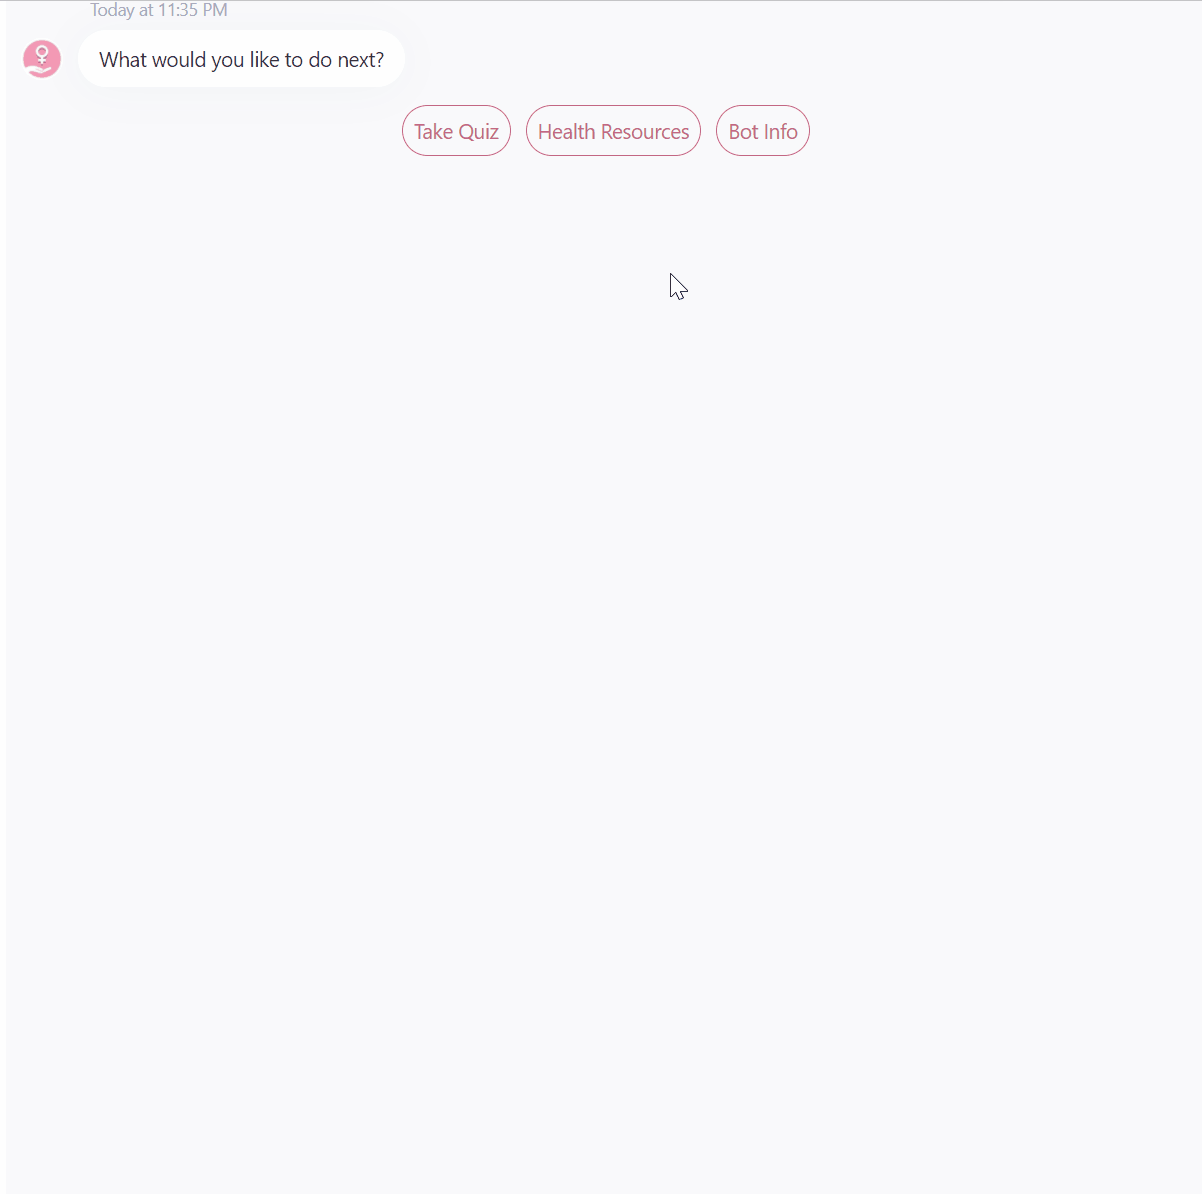 Today at 11:35 PM
What would you like to do next?
Take Quiz
Health Resources
Bot Info